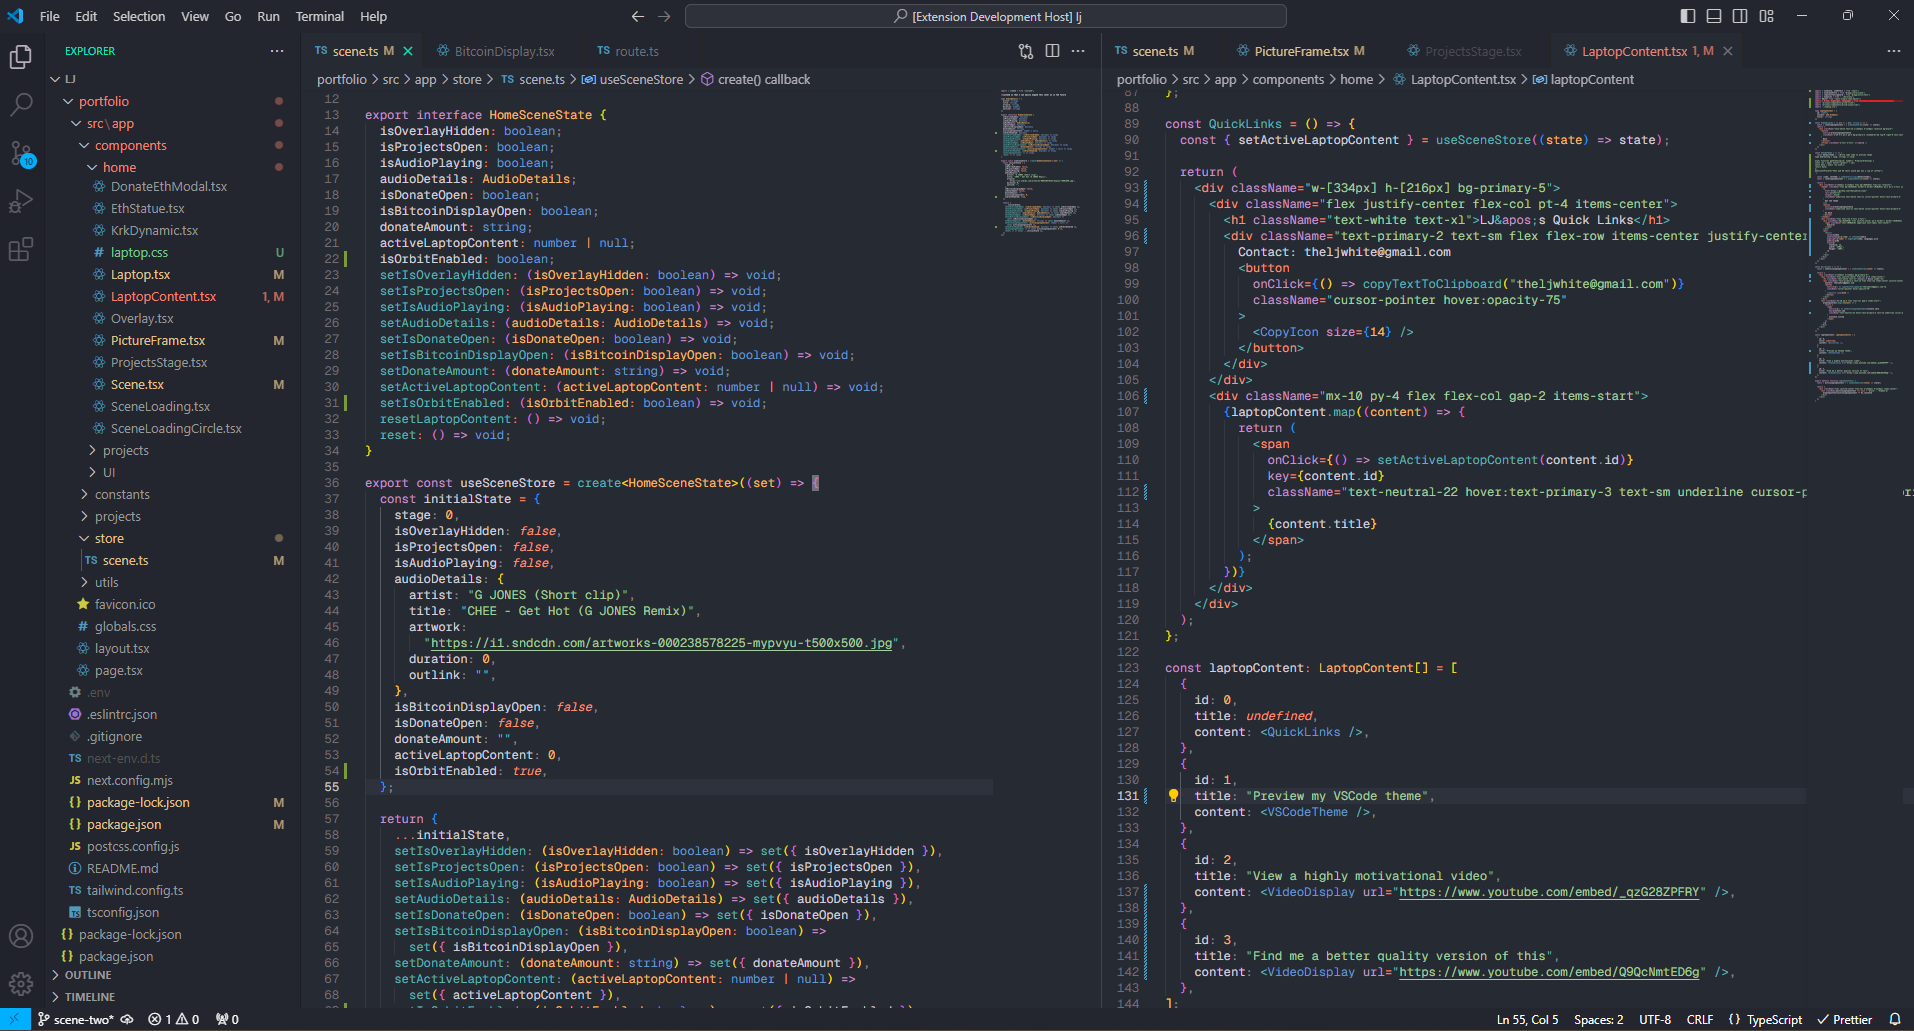 File Edit Selection View Go Run Terminal Help
[Extension Development Host] lj
EXPLORER
LJ
portfolio
src\app
components
home
DonateEthModal.tsx
EthStatue.tsx
KrkDynamic.tsx
laptop.css U
Laptop.tsx M
LaptopContent.tsx 1, M
Overlay.tsx
PictureFrame.tsx M
ProjectsStage.tsx
Scene.tsx M
SceneLoading.tsx
SceneLoadingCircle.tsx
projects
UI
constants
projects
store
TS scene.ts M
utils
favicon.ico
# globals.css
layout.tsx
page.tsx
.env
.eslintrc.json
.gitignore
TS next-env.d.ts
JS next.config.mjs
{} package-lock.json M
{} package.json M
JS postcss.config.js
README.md
TS tailwind.config.ts
tsconfig.json
{} package-lock.json
{} package.json
OUTLINE
TIMELINE
10
TS scene.ts M BitcoinDisplay.tsx TS route.ts
portfolio > src > app > store > TS scene.ts > useSceneStore > create() callback
12
13 export interface HomeSceneState {
14 isOverlayHidden: boolean;
15 isProjectsOpen: boolean;
16 isAudioPlaying: boolean;
17 audioDetails: AudioDetails;
18 isDonateOpen: boolean;
19 isBitcoinDisplayOpen: boolean;
20 donateAmount: string;
21 activeLaptopContent: number | null;
22 isOrbitEnabled: boolean;
23 setIsOverlayHidden: (isOverlayHidden: boolean) => void;
24 setIsProjectsOpen: (isProjectsOpen: boolean) => void;
25 setIsAudioPlaying: (isAudioPlaying: boolean) => void;
26 setAudioDetails: (audioDetails: AudioDetails) => void;
27 setIsDonateOpen: (isDonateOpen: boolean) => void;
28 setIsBitcoinDisplayOpen: (isBitcoinDisplayOpen: boolean) => void;
29 setDonateAmount: (donateAmount: string) => void;
30 setActiveLaptopContent: (activeLaptopContent: number | null) => void;
31 setIsOrbitEnabled: (isOrbitEnabled: boolean) => void;
32 resetLaptopContent: () => void;
33 reset: () => void;
34 }
35
36 export const useSceneStore = create<HomeSceneState>((set) => {
37 const initialState = {
38 stage: 0,
39 isOverlayHidden: false,
40 isProjectsOpen: false,
41 isAudioPlaying: false,
42 audioDetails: {
43 artist: "G JONES (Short clip)",
44 title: "CHEE - Get Hot (G JONES Remix)",
45 artwork:
46 "https://i1.sndcdn.com/artworks-000238578225-mypvyu-t500x500.jpg",
47 duration: 0,
48 outlink: "",
49 },
50 isBitcoinDisplayOpen: false,
51 isDonateOpen: false,
52 donateAmount: "",
53 activeLaptopContent: 0,
54 isOrbitEnabled: true,
55 };
56
57 return {
58 ...initialState,
59 setIsOverlayHidden: (isOverlayHidden: boolean) => set({ isOverlayHidden }),
60 setIsProjectsOpen: (isProjectsOpen: boolean) => set({ isProjectsOpen }),
61 setIsAudioPlaying: (isAudioPlaying: boolean) => set({ isAudioPlaying }),
62 setAudioDetails: (audioDetails: AudioDetails) => set({ audioDetails }),
63 setIsDonateOpen: (isDonateOpen: boolean) => set({ isDonateOpen }),
64 setIsBitcoinDisplayOpen: (isBitcoinDisplayOpen: boolean) =>
65 set({ isBitcoinDisplayOpen }),
66 setDonateAmount: (donateAmount: string) => set({ donateAmount }),
67 setActiveLaptopContent: (activeLaptopContent: number | null) =>
68 set({ activeLaptopContent }),
TS scene.ts M PictureFrame.tsx M ProjectsStage.tsx LaptopContent.tsx 1, M
portfolio > src > app > components > home > LaptopContent.tsx > laptopContent
87 };
88
89 const QuickLinks = () => {
90 const { setActiveLaptopContent } = useSceneStore((state) => state);
91
92 return (
93 <div className="w-[334px] h-[216px] bg-primary-5">
94 <div className="flex justify-center flex-col pt-4 items-center">
95 <h1 className="text-white text-xl">LJ&apos;s Quick Links</h1>
96 <div className="text-primary-2 text-sm flex flex-row items-center justify-center
97 Contact: theljwhite@gmail.com
98 <button
99 onClick={() => copyTextToClipboard("theljwhite@gmail.com")}
100 className="cursor-pointer hover:opacity-75"
101 >
102 <CopyIcon size={14} />
103 </button>
104 </div>
105 </div>
106 <div className="mx-10 py-4 flex flex-col gap-2 items-start">
107 {laptopContent.map((content) => {
108 return (
109 <span
110 onClick={() => setActiveLaptopContent(content.id)}
111 key={content.id}
112 className="text-neutral-22 hover:text-primary-3 text-sm underline cursor-p
113 >
114 {content.title}
115 </span>
116 );
117 })}
118 </div>
119 </div>
120 );
121 };
122
123 const laptopContent: LaptopContent[] = [
124 {
125 id: 0,
126 title: undefined,
127 content: <QuickLinks />,
128 },
129 {
130 id: 1,
131 title: "Preview my VSCode theme",
132 content: <VSCodeTheme />,
133 },
134 {
135 id: 2,
136 title: "View a highly motivational video",
137 content: <VideoDisplay url="https://www.youtube.com/embed/_qzG28ZPFRY" />,
138 },
139 {
140 id: 3,
141 title: "Find me a better quality version of this",
142 content: <VideoDisplay url="https://www.youtube.com/embed/Q9QcNmtED6g" />,
143 },
144 ];
scene-two* 1 0 0
Ln 55, Col 5 Spaces: 2 UTF-8 CRLF {} TypeScript Prettier